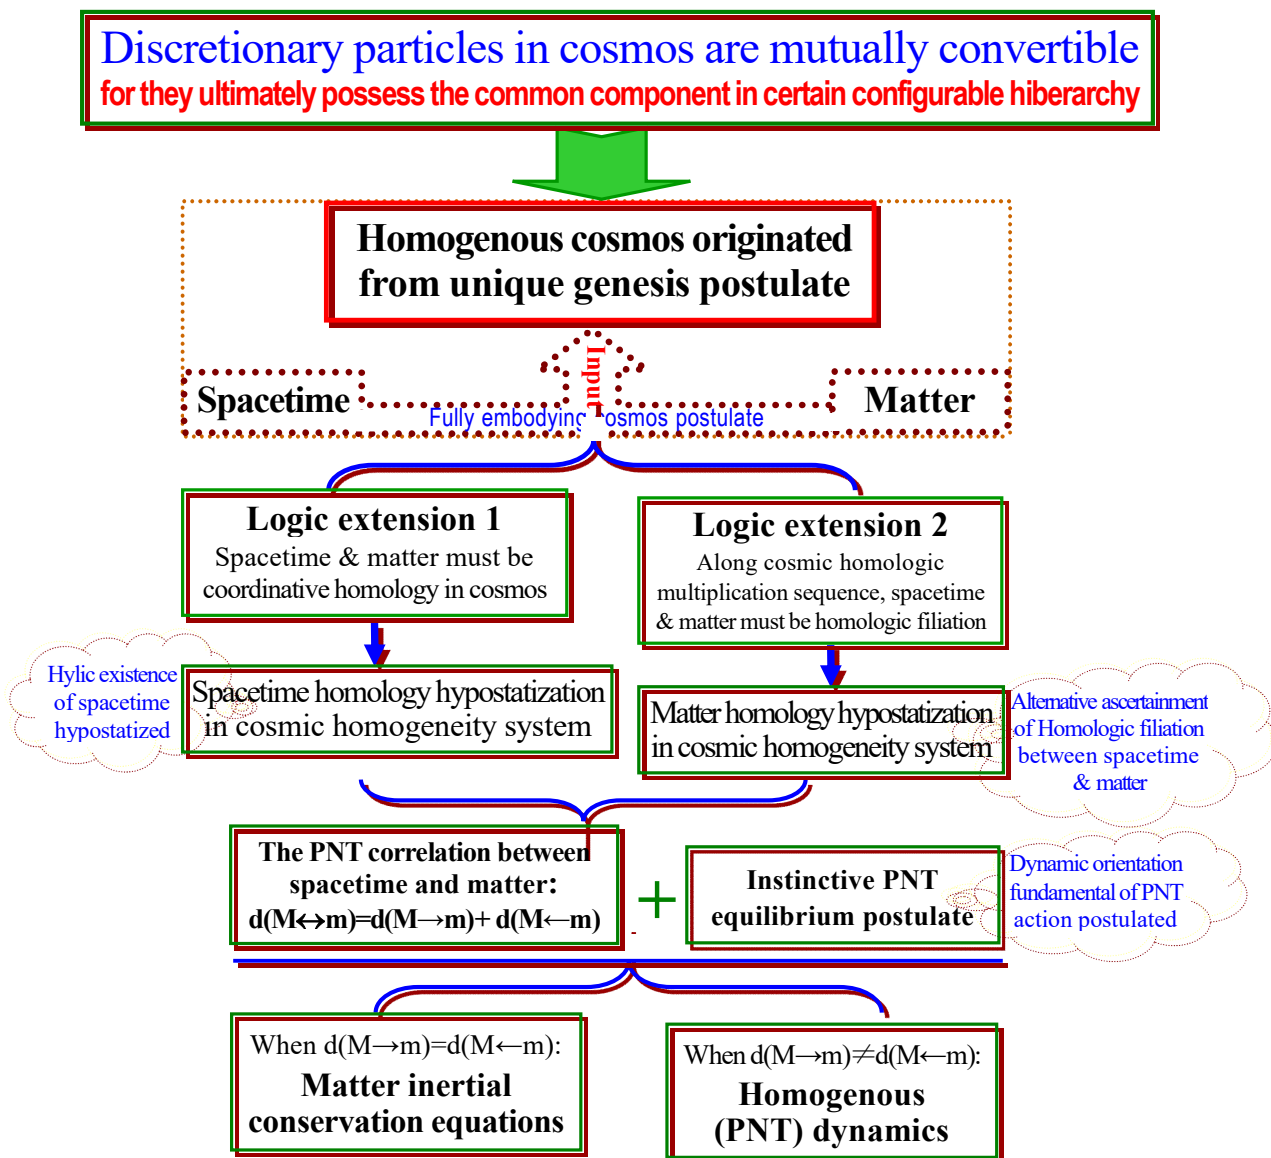 Discretionary particles in cosmos are mutually convertible
for they ultimately possess the common component in certain configurable hiberarchy
Homogenous cosmos originated
from unique genesis postulate
Input
Spacetime
Matter
Fully embodying cosmos postulate
Logic extension 1
Spacetime & matter must be
coordinative homology in cosmos
Logic extension 2
Along cosmic homologic
multiplication sequence, spacetime
& matter must be homologic filiation
Hylic existence
of spacetime
hypostatized
Spacetime homology hypostatization
in cosmic homogeneity system
Matter homology hypostatization
in cosmic homogeneity system
Alternative ascertainment
of Homologic filiation
between spacetime
& matter
The PNT correlation between
spacetime and matter:
d(M↔m)=d(M→m)+ d(M←m)
+
Instinctive PNT
equilibrium postulate
Dynamic orientation
fundamental of PNT
action postulated
When d(M→m)=d(M←m):
Matter inertial
conservation equations
When d(M→m)≠d(M←m):
Homogenous
(PNT) dynamics